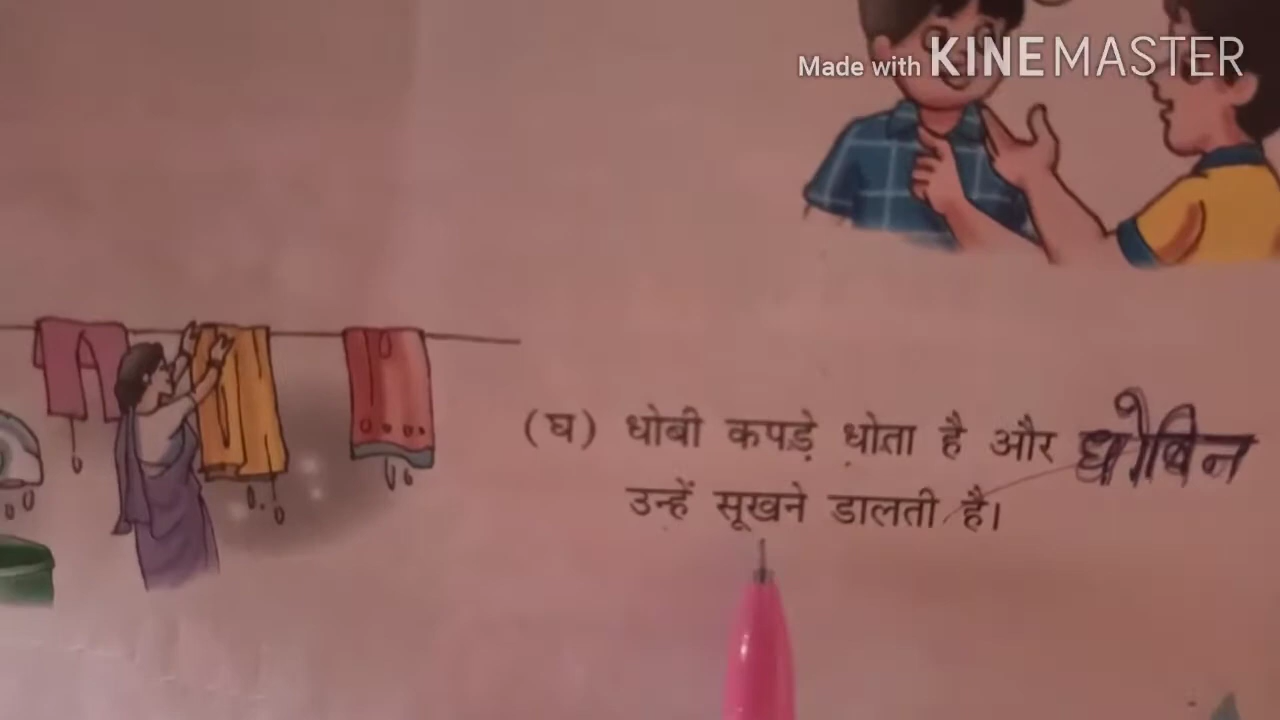 Made with KINEMASTER
(घ) धोबी कपड़े धोता है और धोबिन
उन्हें सूखने डालती है।